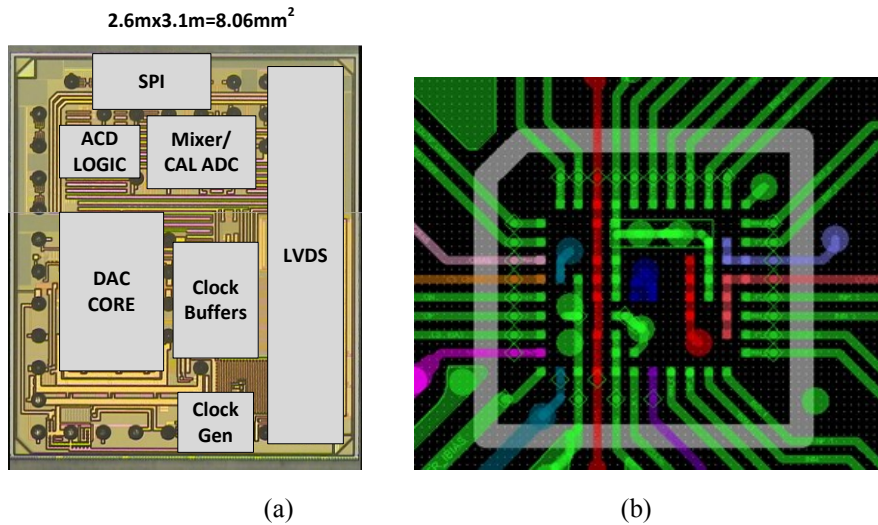 2.6mx3.1m=8.06mm²
SPI
ACD
LOGIC
Mixer/
CAL ADC
LVDS
DAC
CORE
Clock
Buffers
Clock
Gen
(a)
(b)